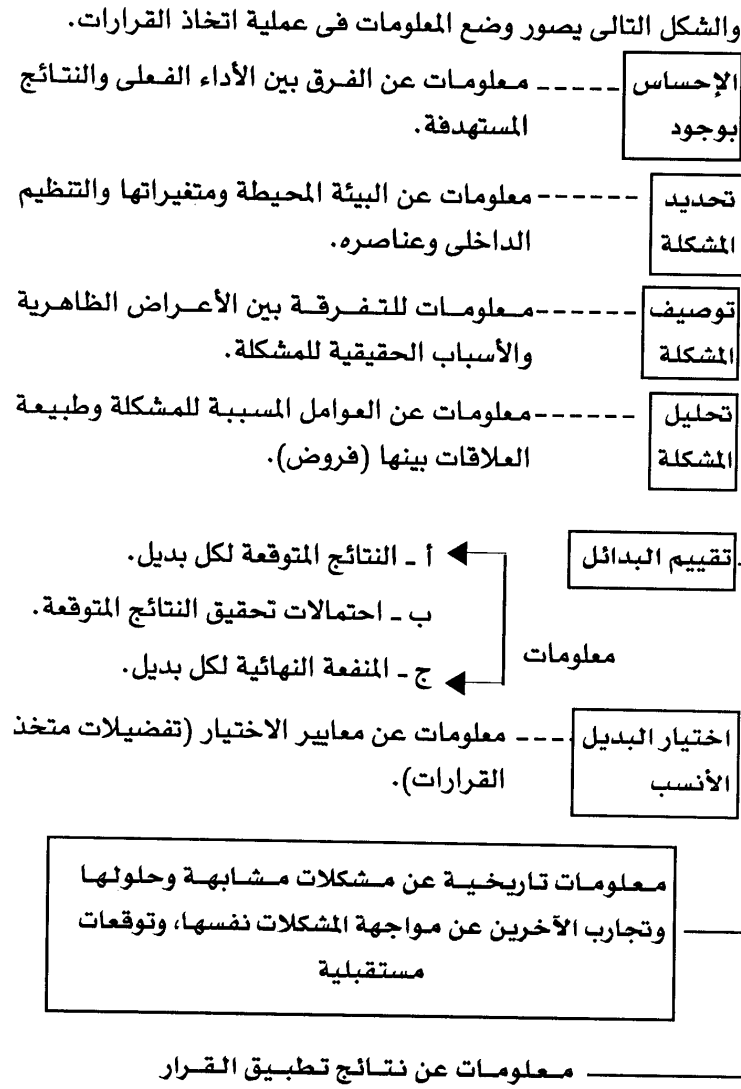 والشكل التالى يصور وضع المعلومات فى عملية اتخاذ القرارات.
الإحساس ----- معلومات عن الفرق بين الأداء الفعلى والنتائج
بوجود المستهدفة.
تحديد ------ معلومات عن البيئة المحيطة ومتغيراتها والتنظيم
المشكلة الداخلى وعناصره.
توصيف ------ معلومات للتفرقة بين الأعراض الظاهرية
المشكلة والأسباب الحقيقية للمشكلة.
تحليل ------ معلومات عن العوامل المسببة للمشكلة وطبيعة
المشكلة العلاقات بينها (فروض).
تقييم البدائل أ ـ النتائج المتوقعة لكل بديل.
ب ـ احتمالات تحقيق النتائج المتوقعة.
معلومات ج ـ المنفعة النهائية لكل بديل.
اختيار البديل ---- معلومات عن معايير الاختيار (تفضيلات متخذ
الأنسب القرارات).
معلومات تاريخية عن مشكلات مشابهة وحلولها
وتجارب الآخرين عن مواجهة المشكلات نفسها، وتوقعات
مستقبلية
معلومات عن نتائج تطبيق القرار